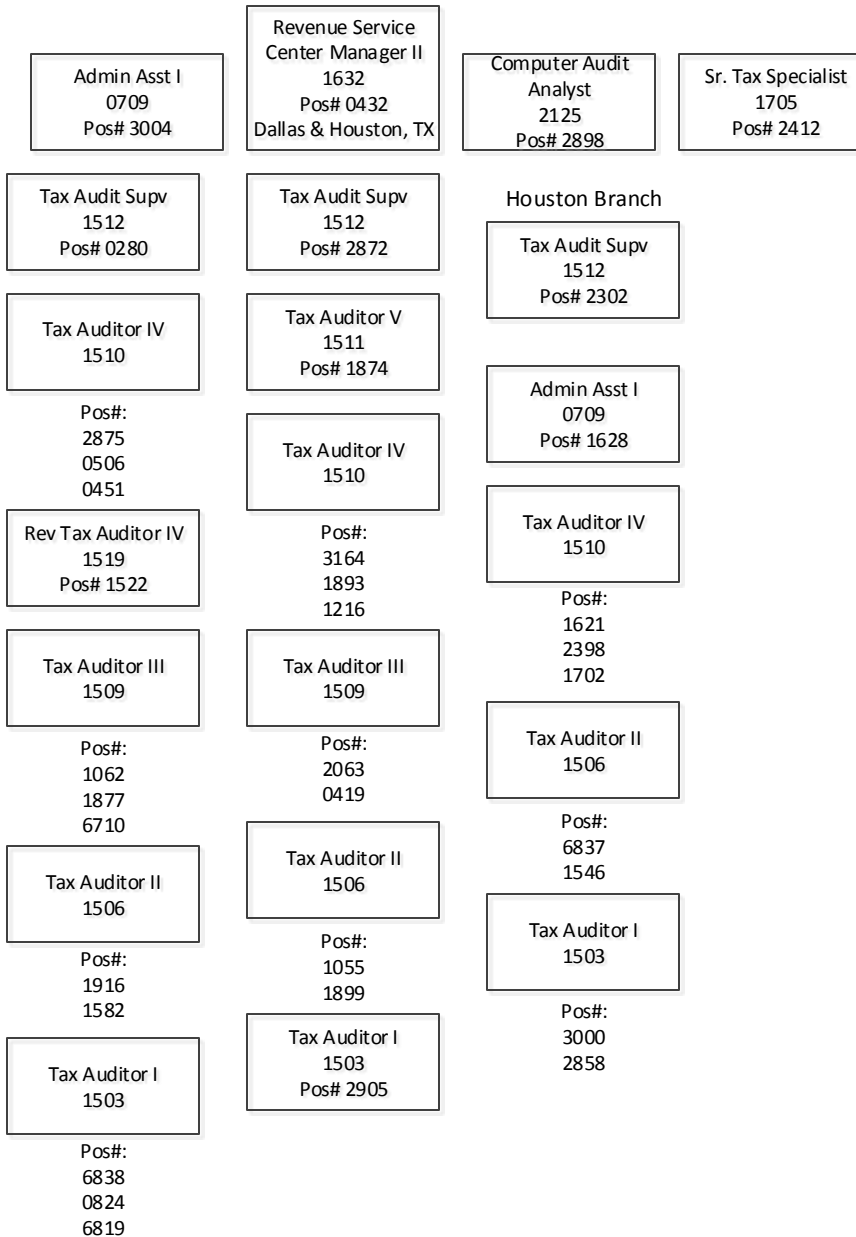 Admin Asst I
0709
Pos# 3004
Revenue Service
Center Manager II
1632
Pos# 0432
Dallas & Houston, TX
Computer Audit
Analyst
2125
Pos# 2898
Sr. Tax Specialist
1705
Pos# 2412
Tax Audit Supv
1512
Pos# 0280
Tax Auditor IV
1510
Pos#:
2875
0506
0451
Rev Tax Auditor IV
1519
Pos# 1522
Tax Auditor III
1509
Pos#:
1062
1877
6710
Tax Auditor II
1506
Pos#:
1916
1582
Tax Auditor I
1503
Pos#:
6838
0824
6819
Tax Audit Supv
1512
Pos# 2872
Tax Auditor V
1511
Pos# 1874
Tax Auditor IV
1510
Pos#:
3164
1893
1216
Tax Auditor III
1509
Pos#:
2063
0419
Tax Auditor II
1506
Pos#:
1055
1899
Tax Auditor I
1503
Pos# 2905
Houston Branch
Tax Audit Supv
1512
Pos# 2302
Admin Asst I
0709
Pos# 1628
Tax Auditor IV
1510
Pos#:
1621
2398
1702
Tax Auditor II
1506
Pos#:
6837
1546
Tax Auditor I
1503
Pos#:
3000
2858